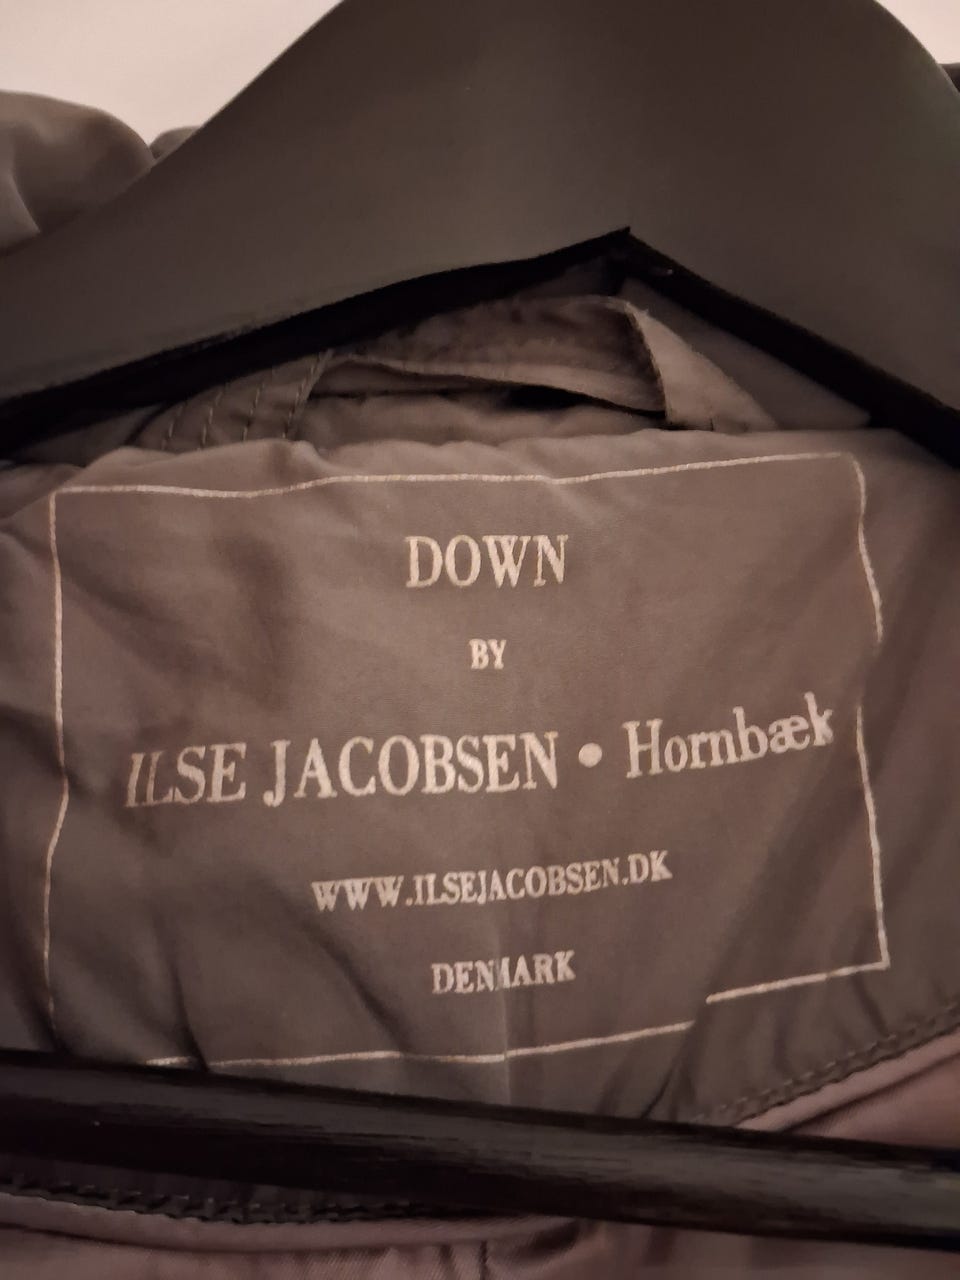 DOWN
BY
ILSE JACOBSEN • Hornbæk
WWW.ILSEJACOBSEN.DK
DENMARK